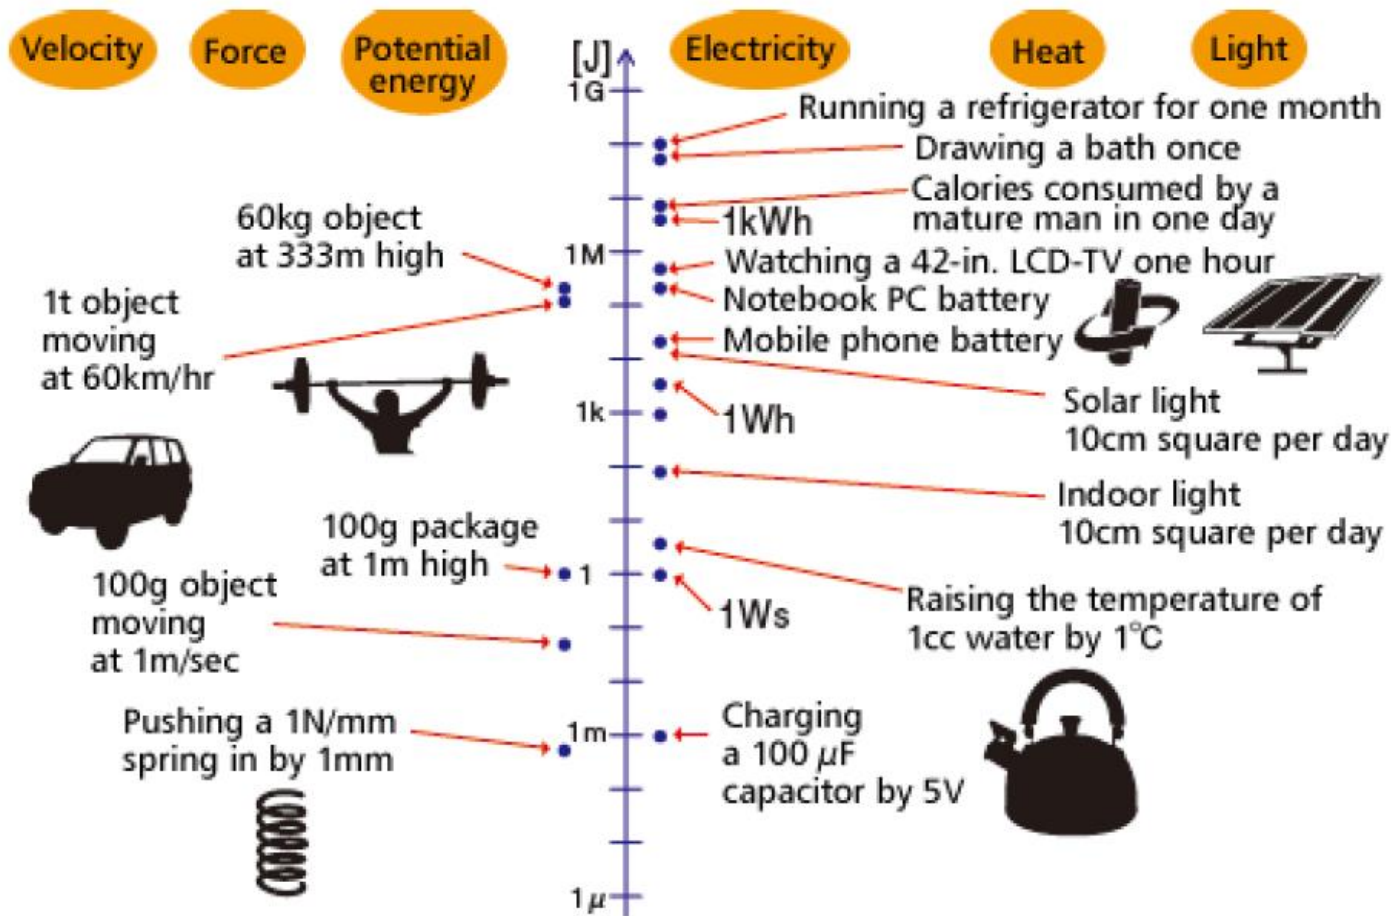 Velocity
Force
Potential
energy
[J]
Electricity
Heat
Light
1G
Running a refrigerator for one month
Drawing a bath once
Calories consumed by a
mature man in one day
60kg object
at 333m high
1kWh
1M
Watching a 42-in. LCD-TV one hour
1t object
moving
at 60km/hr
Notebook PC battery
Mobile phone battery
Solar light
10cm square per day
1k
1Wh
Indoor light
10cm square per day
100g package
at 1m high
1
100g object
moving
at 1m/sec
1Ws
Raising the temperature of
1cc water by 1℃
Pushing a 1N/mm
spring in by 1mm
1m
Charging
a 100 μF
capacitor by 5V
1μ